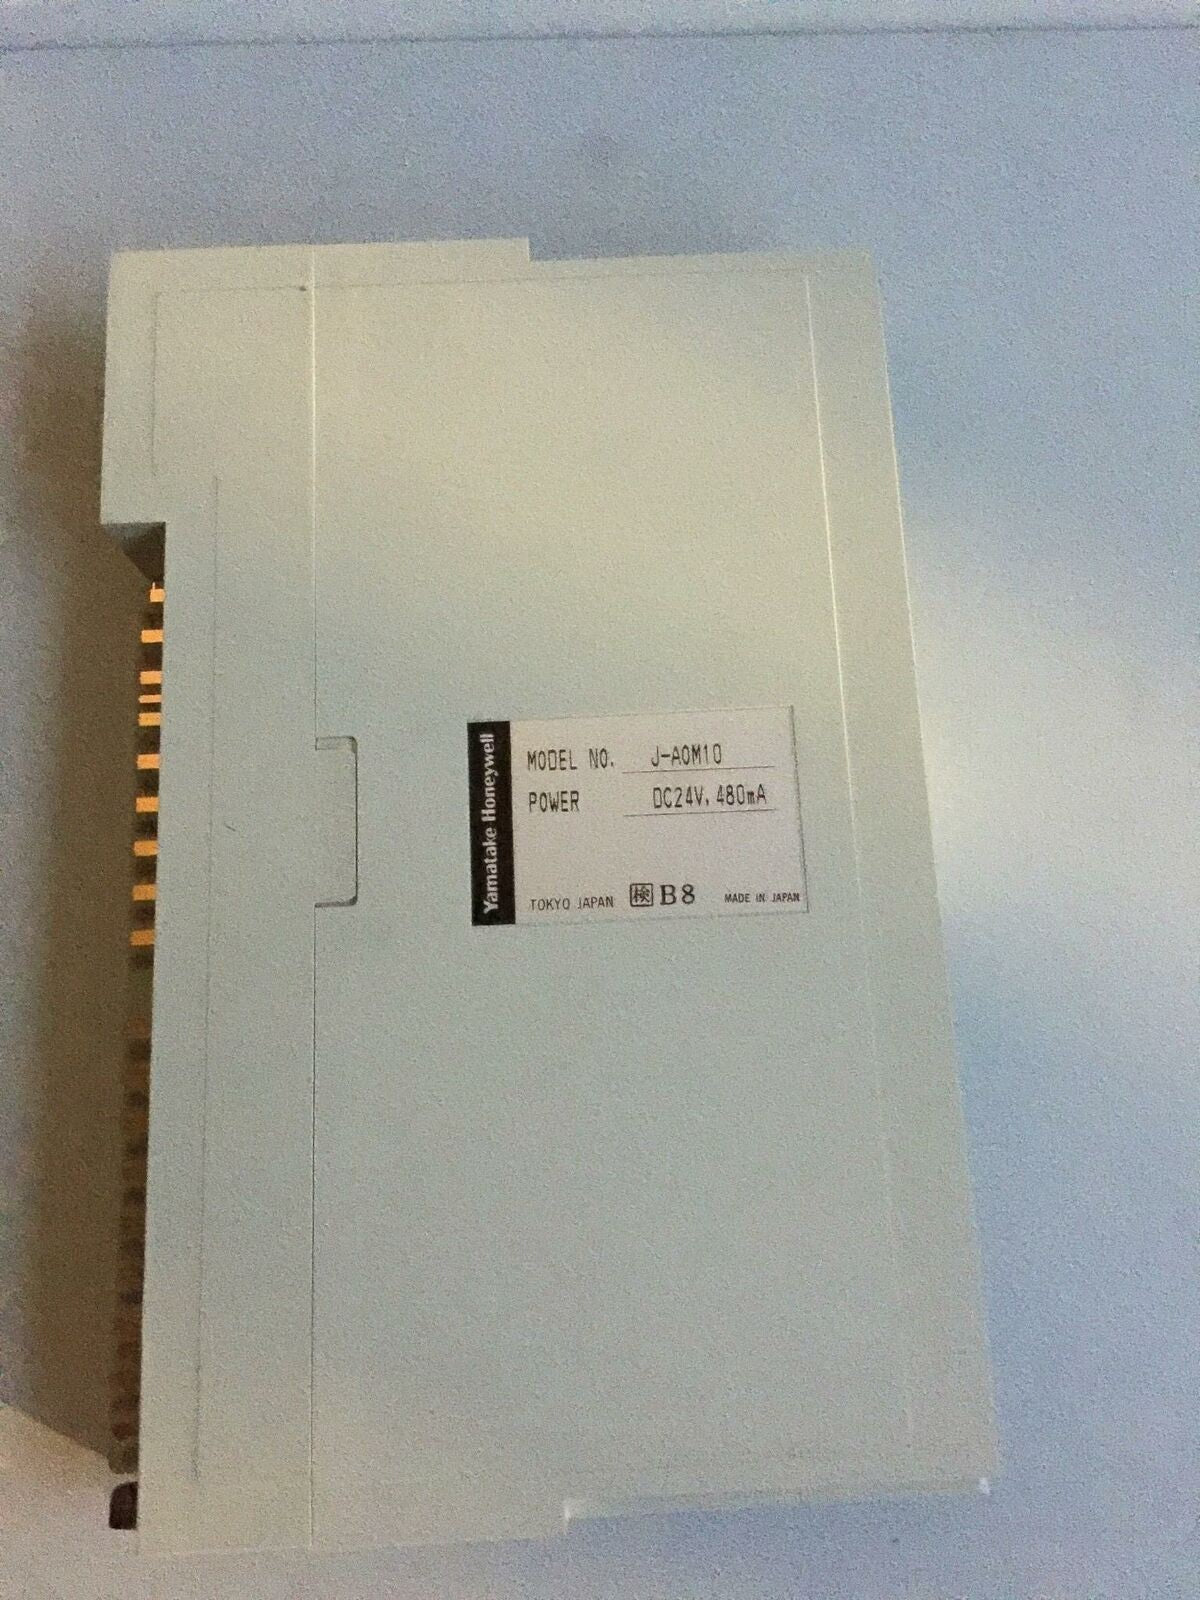 Yamatake Honeywell
MODEL NO. J-AOM10
POWER DC24V, 480mA
TOKYO JAPAN 検 B8 MADE IN JAPAN